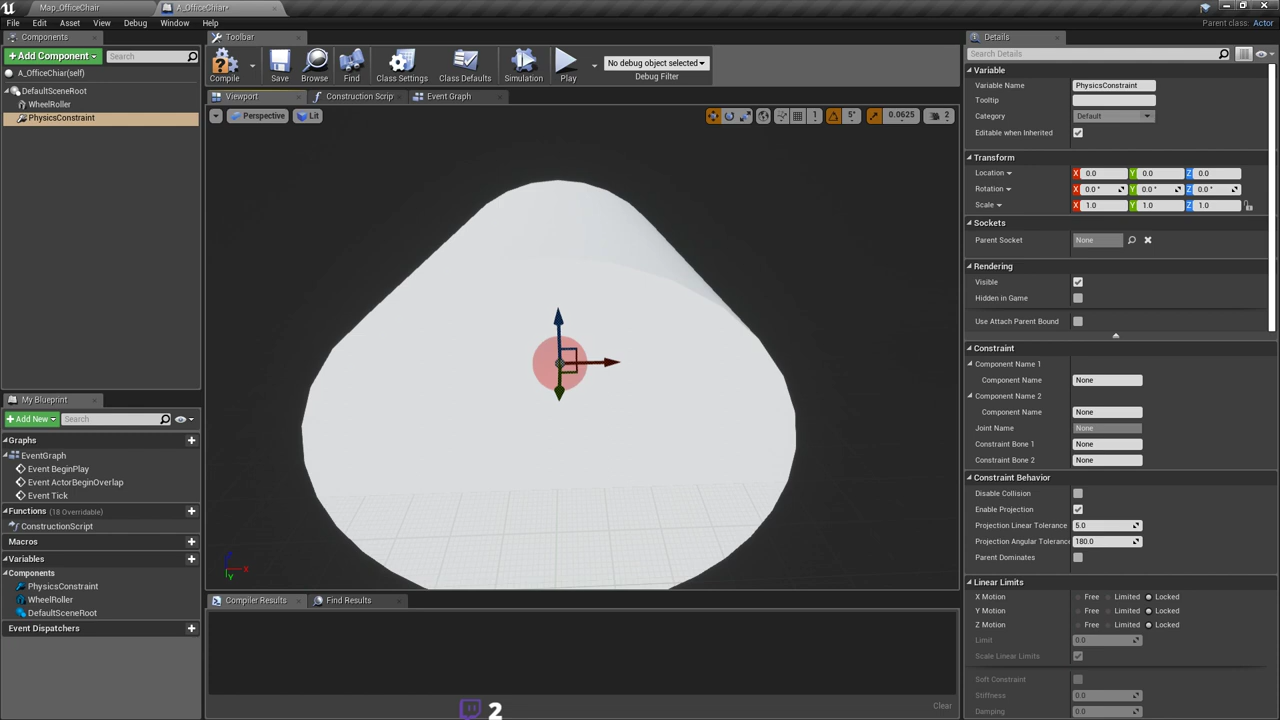 Map_OfficeChair
A_OfficeChiar*
File Edit Asset View Debug Window Help
Parent class: Actor
Components
Add Component
Search
A_OfficeChiar(self)
DefaultSceneRoot
WheelRoller
PhysicsConstraint
Toolbar
Compile
Save
Browse
Find
Class Settings
Class Defaults
Simulation
Play
No debug object selected
Debug Filter
Viewport
Construction Scrip
Event Graph
Perspective
Lit
1
5°
0.0625
2
Z
X
Y
My Blueprint
Add New
Search
Graphs
EventGraph
Event BeginPlay
Event ActorBeginOverlap
Event Tick
Functions (18 Overridable)
ConstructionScript
Macros
Variables
Components
PhysicsConstraint
WheelRoller
DefaultSceneRoot
Event Dispatchers
Compiler Results
Find Results
Clear
2
Details
Search Details
Variable
Variable Name PhysicsConstraint
Tooltip
Category Default
Editable when Inherited
Transform
Location X 0.0 Y 0.0 Z 0.0
Rotation X 0.0 ° Y 0.0 ° Z 0.0 °
Scale X 1.0 Y 1.0 Z 1.0
Sockets
Parent Socket None
Rendering
Visible
Hidden in Game
Use Attach Parent Bound
Constraint
Component Name 1
Component Name None
Component Name 2
Component Name None
Joint Name None
Constraint Bone 1 None
Constraint Bone 2 None
Constraint Behavior
Disable Collision
Enable Projection
Projection Linear Tolerance 5.0
Projection Angular Tolerance 180.0
Parent Dominates
Linear Limits
X Motion Free Limited Locked
Y Motion Free Limited Locked
Z Motion Free Limited Locked
Limit 0.0
Scale Linear Limits
Soft Constraint
Stiffness 0.0
Damping 0.0